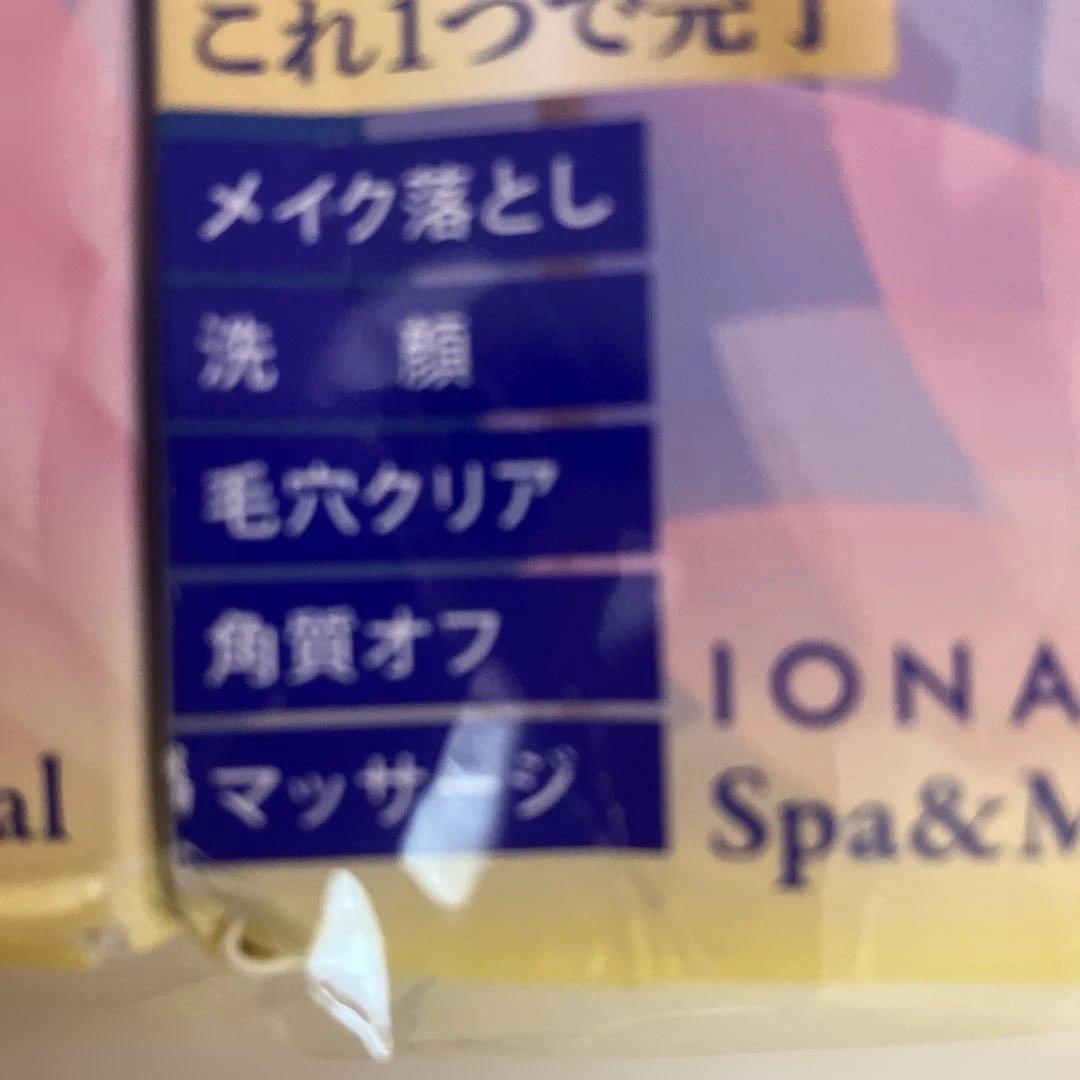 これ1つで完了
メイク落とし
洗 顔
毛穴クリア
角質オフ
マッサージ
IONA
Spa&M
al